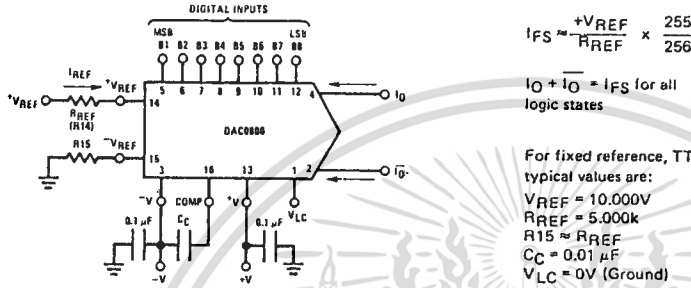 DIGITAL INPUTS
MSB LSB
B1 B2 B3 B4 B5 B6 B7 B8
5 6 7 8 9 10 11 12
IREF
+VREF
+VREF
RREF
(R14)
14
4
IO
DAC0800
R15
-VREF
15
3 16 13 1 2
IO
-V COMP +V VLC
0.1 µF CC 0.1 µF
-V +V
IFS ≈ +VREF / RREF × 255 / 256
IO + IO = IFS for all
logic states
For fixed reference, TT
typical values are:
VREF = 10.000V
RREF = 5.000k
R15 ≈ RREF
CC = 0.01 µF
VLC = 0V (Ground)